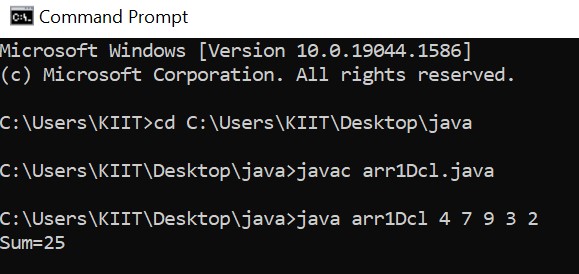 Command Prompt
Microsoft Windows [Version 10.0.19044.1586]
(c) Microsoft Corporation. All rights reserved.
C:\Users\KIIT>cd C:\Users\KIIT\Desktop\java
C:\Users\KIIT\Desktop\java>javac arr1Dcl.java
C:\Users\KIIT\Desktop\java>java arr1Dcl 4 7 9 3 2
Sum=25